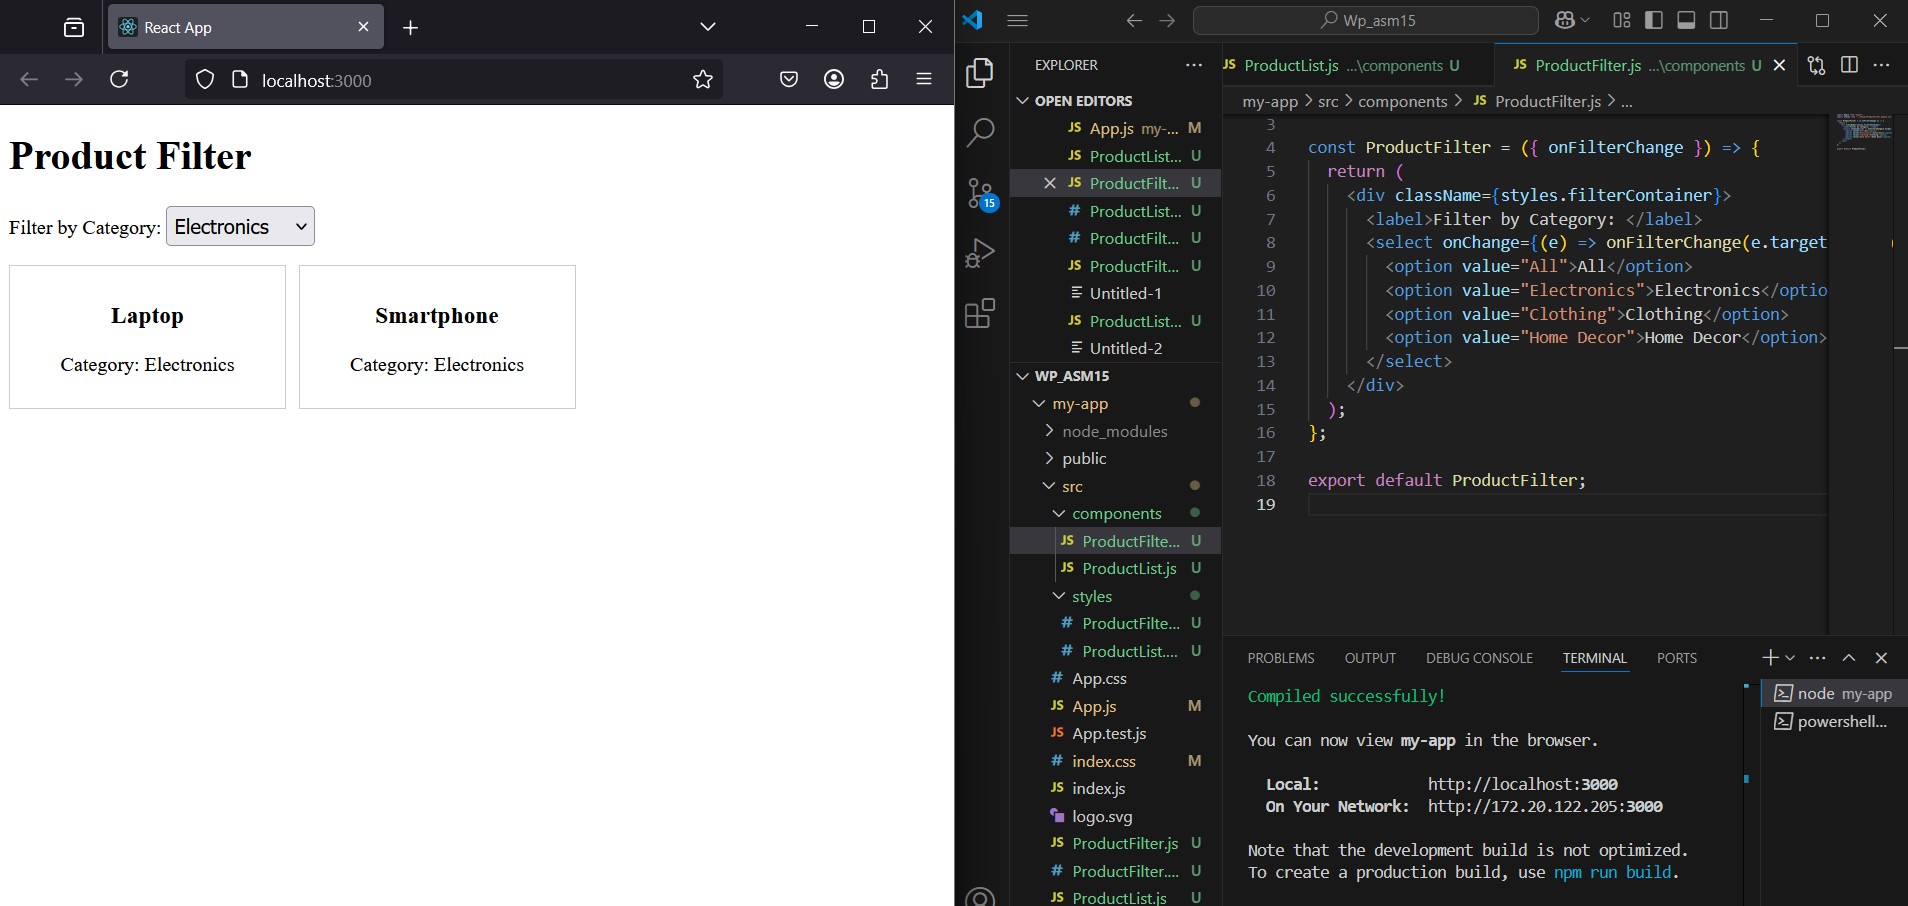 React App
localhost:3000
Product Filter
Filter by Category: Electronics
Laptop
Category: Electronics
Smartphone
Category: Electronics
Wp_asm15
EXPLORER
OPEN EDITORS
App.js my-... M
ProductList... U
ProductFilt... U
ProductList... U
ProductFilt... U
ProductFilt... U
Untitled-1
ProductList... U
Untitled-2
WP_ASM15
my-app
node_modules
public
src
components
JS ProductFilte... U
JS ProductList.js U
styles
# ProductFilte... U
# ProductList.... U
# App.css
JS App.js M
JS App.test.js
# index.css M
JS index.js
logo.svg
JS ProductFilter.js U
# ProductFilter.... U
JS ProductList.js U
15
JS ProductList.js ...\components U
JS ProductFilter.js ...\components U
my-app > src > components > JS ProductFilter.js > ...
3
4 const ProductFilter = ({ onFilterChange }) => {
5 return (
6 <div className={styles.filterContainer}>
7 <label>Filter by Category: </label>
8 <select onChange={(e) => onFilterChange(e.target
9 <option value="All">All</option>
10 <option value="Electronics">Electronics</optio
11 <option value="Clothing">Clothing</option>
12 <option value="Home Decor">Home Decor</option>
13 </select>
14 </div>
15 );
16 };
17
18 export default ProductFilter;
19
PROBLEMS OUTPUT DEBUG CONSOLE TERMINAL PORTS
Compiled successfully!
You can now view my-app in the browser.
Local: http://localhost:3000
On Your Network: http://172.20.122.205:3000
Note that the development build is not optimized.
To create a production build, use npm run build.
node my-app
powershell...